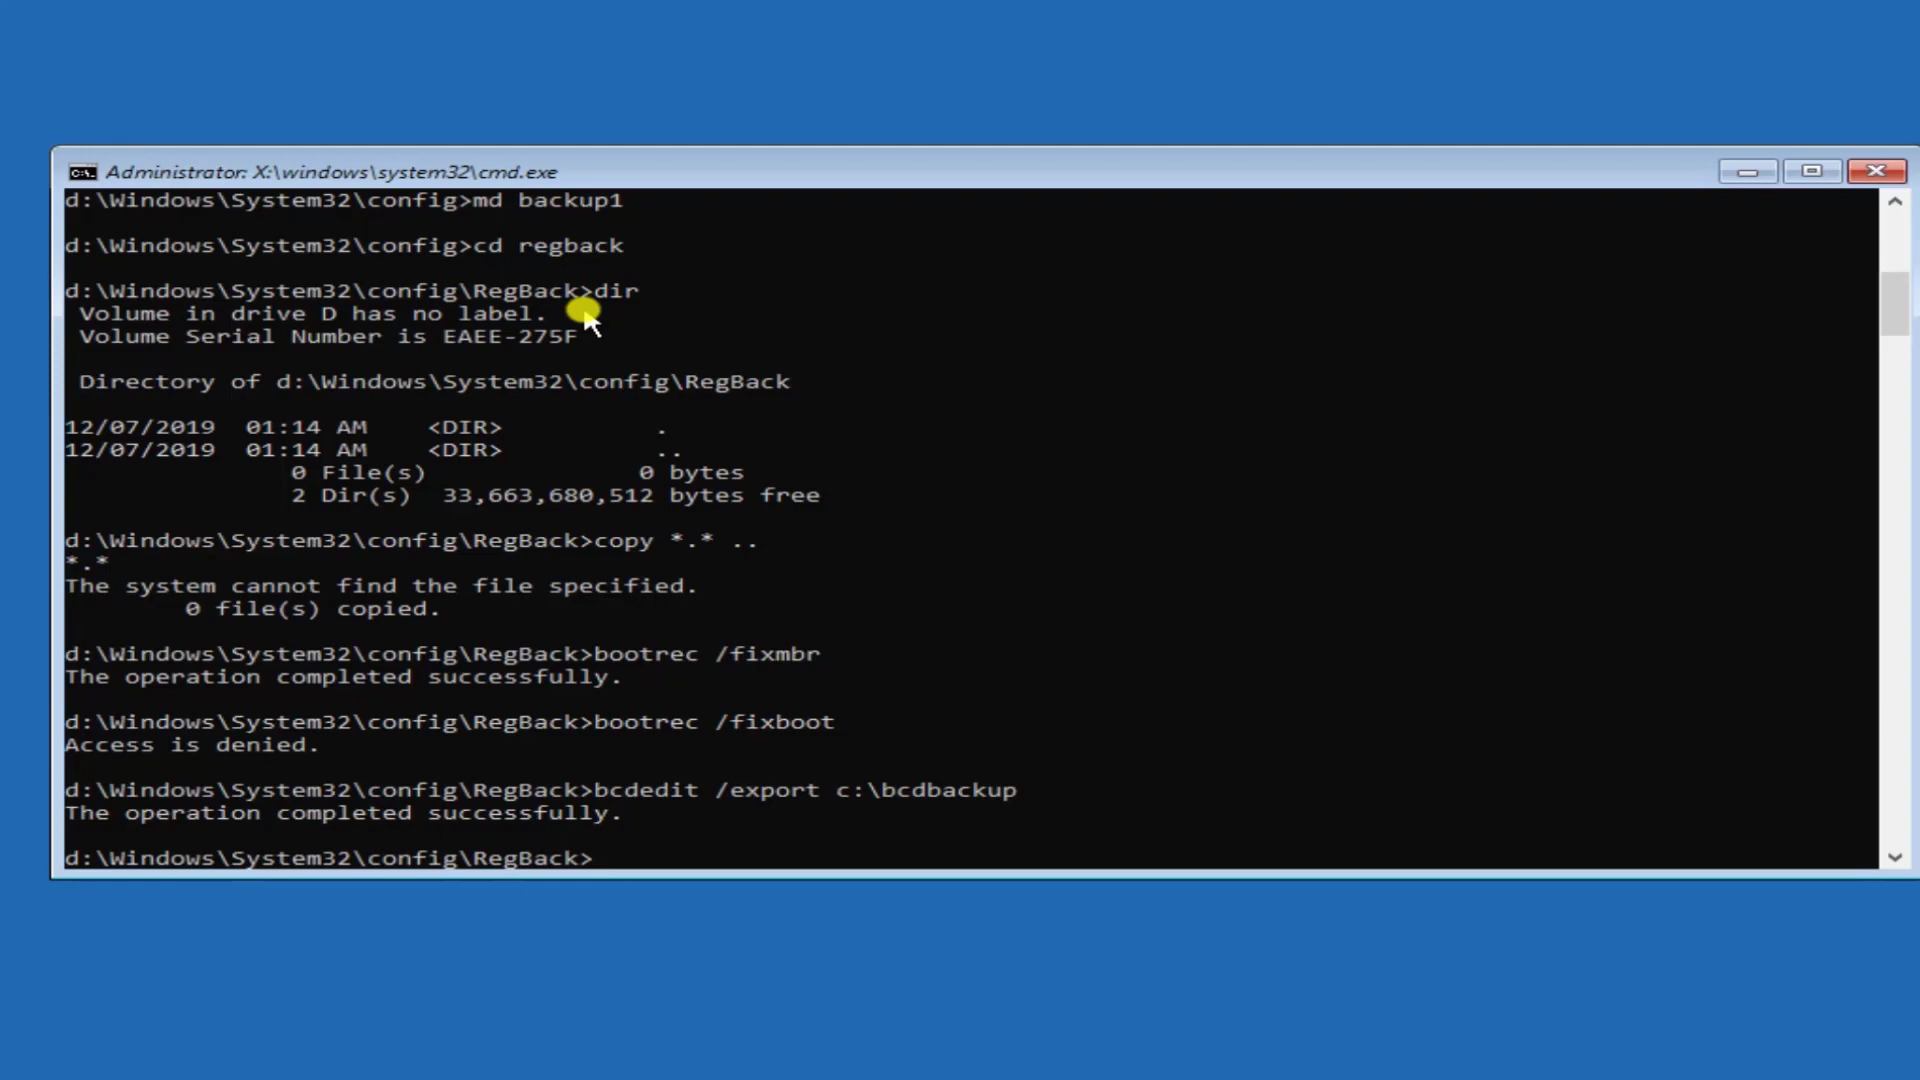 Administrator: X:\windows\system32\cmd.exe
d:\Windows\System32\config>md backup1
d:\Windows\System32\config>cd regback
d:\Windows\System32\config\RegBack>dir
Volume in drive D has no label.
Volume Serial Number is EAEE-275F
Directory of d:\Windows\System32\config\RegBack
12/07/2019  01:14 AM    <DIR>          .
12/07/2019  01:14 AM    <DIR>          ..
0 File(s)              0 bytes
2 Dir(s)  33,663,680,512 bytes free
d:\Windows\System32\config\RegBack>copy *.* ..
*.*
The system cannot find the file specified.
0 file(s) copied.
d:\Windows\System32\config\RegBack>bootrec /fixmbr
The operation completed successfully.
d:\Windows\System32\config\RegBack>bootrec /fixboot
Access is denied.
d:\Windows\System32\config\RegBack>bcdedit /export c:\bcdbackup
The operation completed successfully.
d:\Windows\System32\config\RegBack>